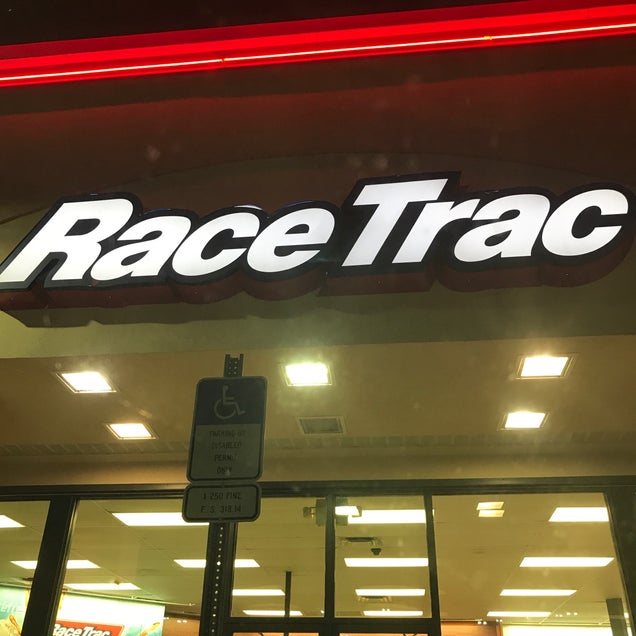 RaceTrac
PARKING BY
DISABLED
PERMIT
ONLY
$ 250 FINE
F. S. 318.14
RaceTrac